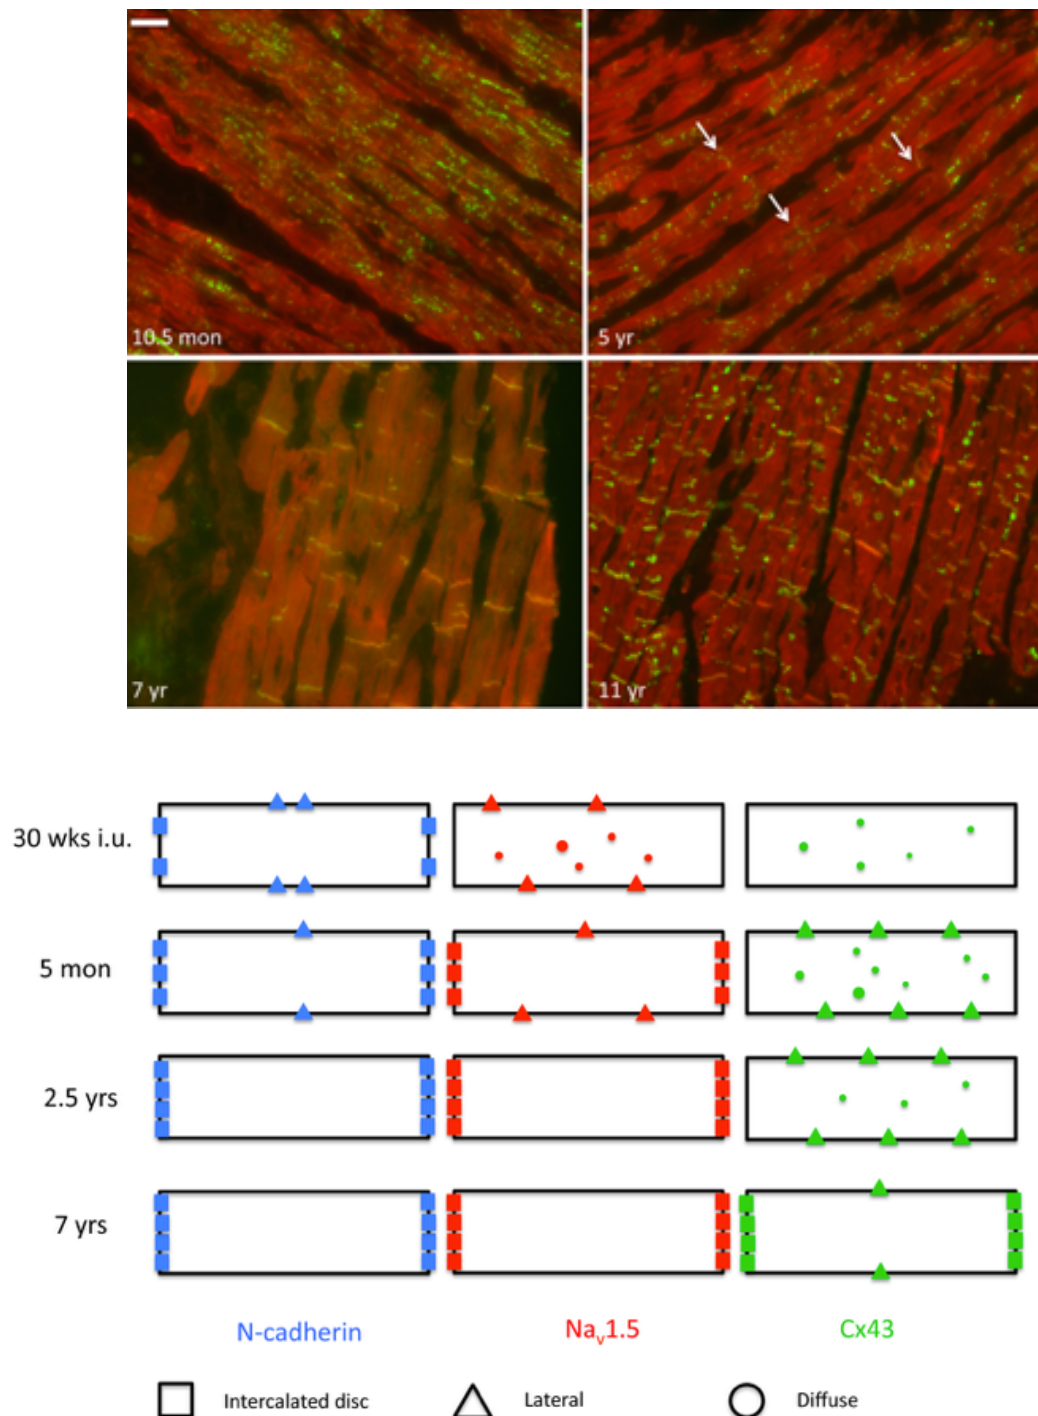 10.5 mon
5 yr
7 yr
11 yr
30 wks i.u.
5 mon
2.5 yrs
7 yrs
N-cadherin
Naᵥ1.5
Cx43
Intercalated disc
Lateral
Diffuse